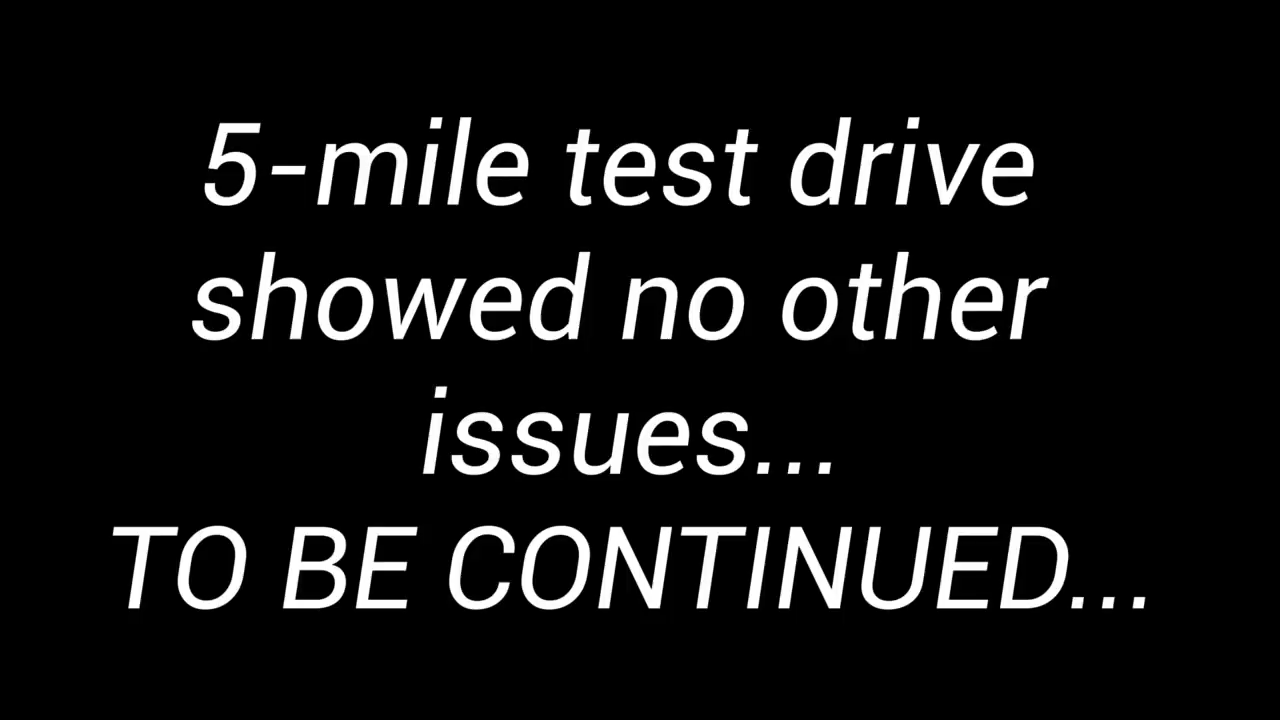 5-mile test drive
showed no other
issues...
TO BE CONTINUED...